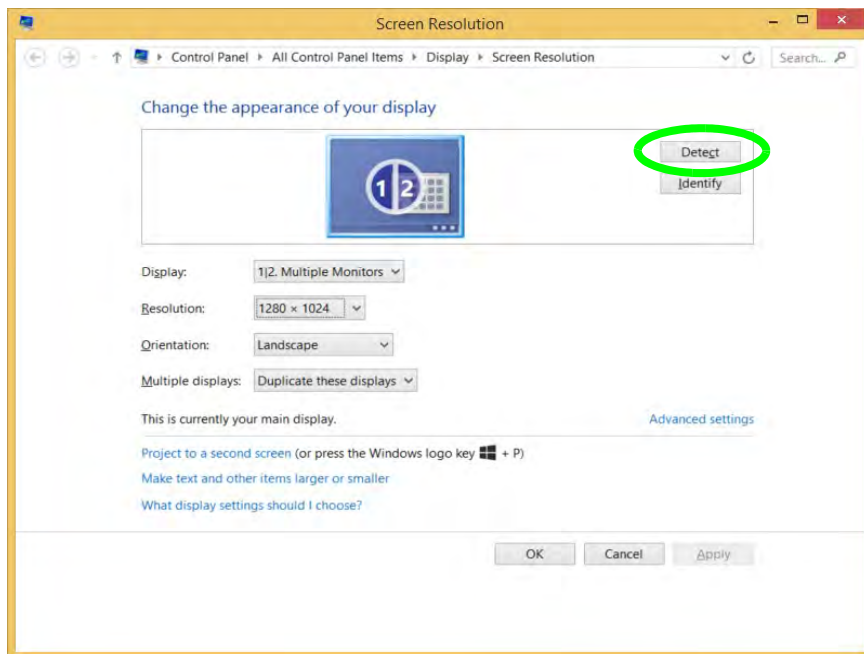 Screen Resolution
Control Panel All Control Panel Items Display Screen Resolution Search...
Change the appearance of your display
1 2
Detect
Identify
Display: 1|2. Multiple Monitors
Resolution: 1280 × 1024
Orientation: Landscape
Multiple displays: Duplicate these displays
This is currently your main display. Advanced settings
Project to a second screen (or press the Windows logo key + P)
Make text and other items larger or smaller
What display settings should I choose?
OK Cancel Apply